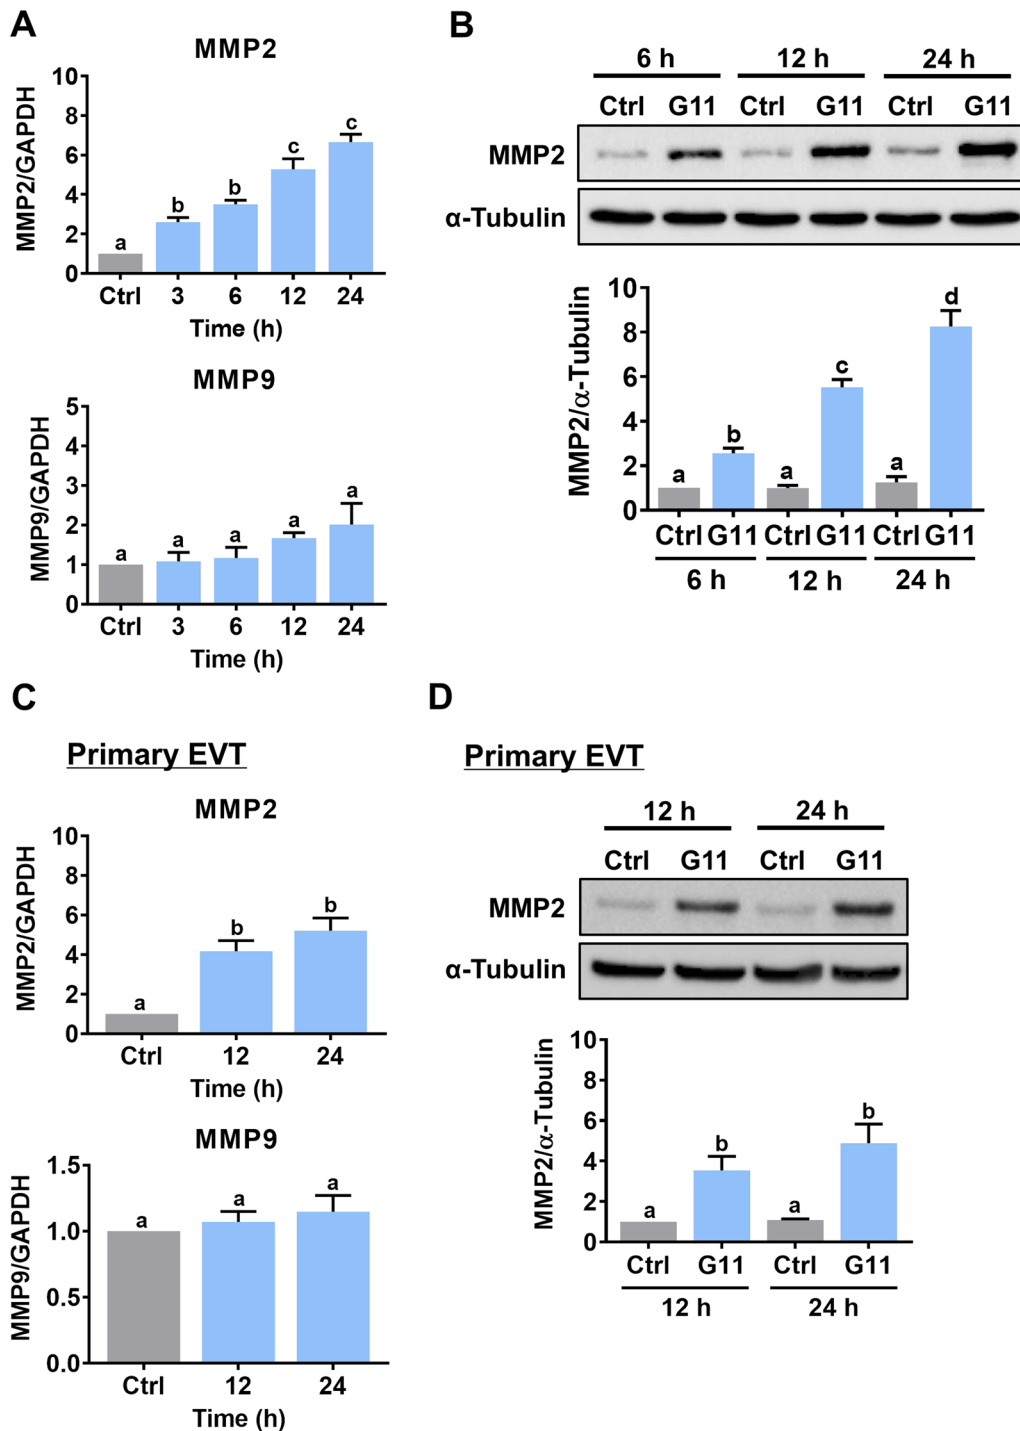 A
MMP2
MMP2/GAPDH
10
8
6
4
2
0
a
b
b
c
c
Ctrl 3 6 12 24
Time (h)
MMP9
MMP9/GAPDH
5
4
3
2
1
0
a
a
a
a
a
Ctrl 3 6 12 24
Time (h)
B
6 h 12 h 24 h
Ctrl G11 Ctrl G11 Ctrl G11
MMP2
α-Tubulin
MMP2/α-Tubulin
10
8
6
4
2
0
a
b
a
c
a
d
Ctrl G11 Ctrl G11 Ctrl G11
6 h 12 h 24 h
C
Primary EVT
MMP2
MMP2/GAPDH
10
8
6
4
2
0
a
b
b
Ctrl 12 24
Time (h)
MMP9
MMP9/GAPDH
1.5
1.0
0.5
0.0
a
a
a
Ctrl 12 24
Time (h)
D
Primary EVT
12 h 24 h
Ctrl G11 Ctrl G11
MMP2
α-Tubulin
MMP2/α-Tubulin
10
8
6
4
2
0
a
b
a
b
Ctrl G11 Ctrl G11
12 h 24 h